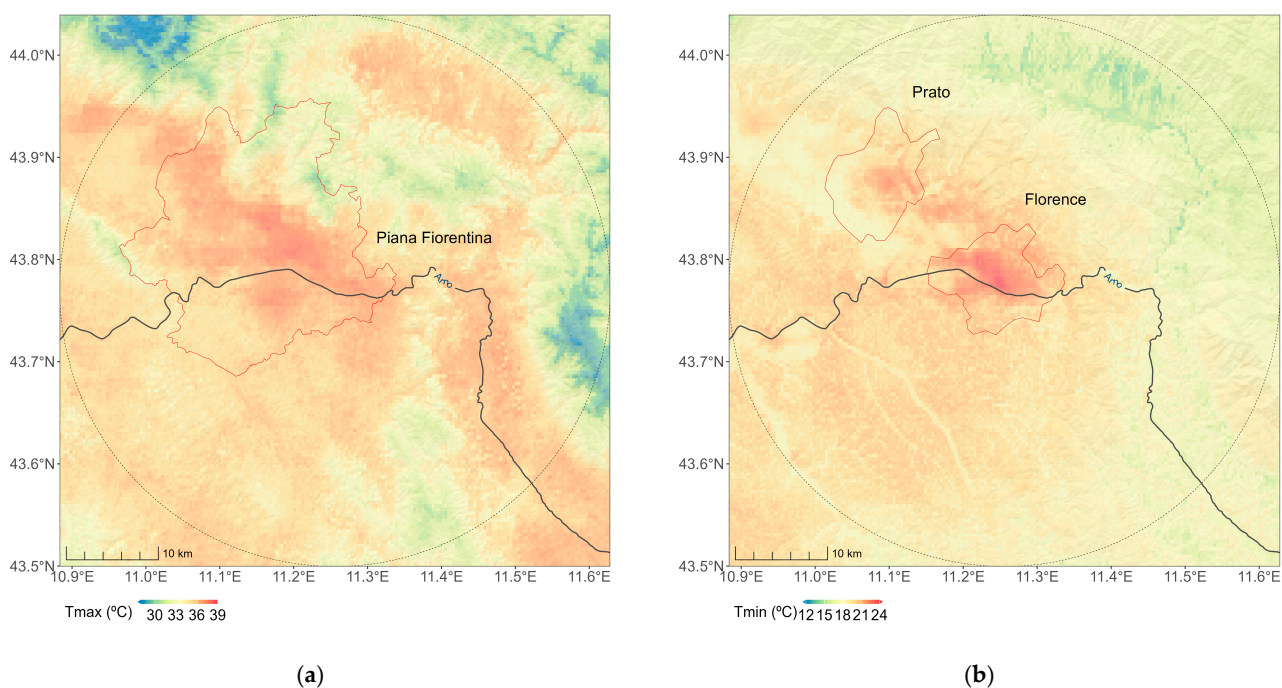 44.0°N
43.9°N
43.8°N
43.7°N
43.6°N
43.5°N
Piana Fiorentina
Arno
10 km
10.9°E 11.0°E 11.1°E 11.2°E 11.3°E 11.4°E 11.5°E 11.6°E
Tmax (ºC) 30 33 36 39
(a)
44.0°N
43.9°N
43.8°N
43.7°N
43.6°N
43.5°N
Prato
Florence
Arno
10 km
10.9°E 11.0°E 11.1°E 11.2°E 11.3°E 11.4°E 11.5°E 11.6°E
Tmin (ºC) 12 15 18 21 24
(b)